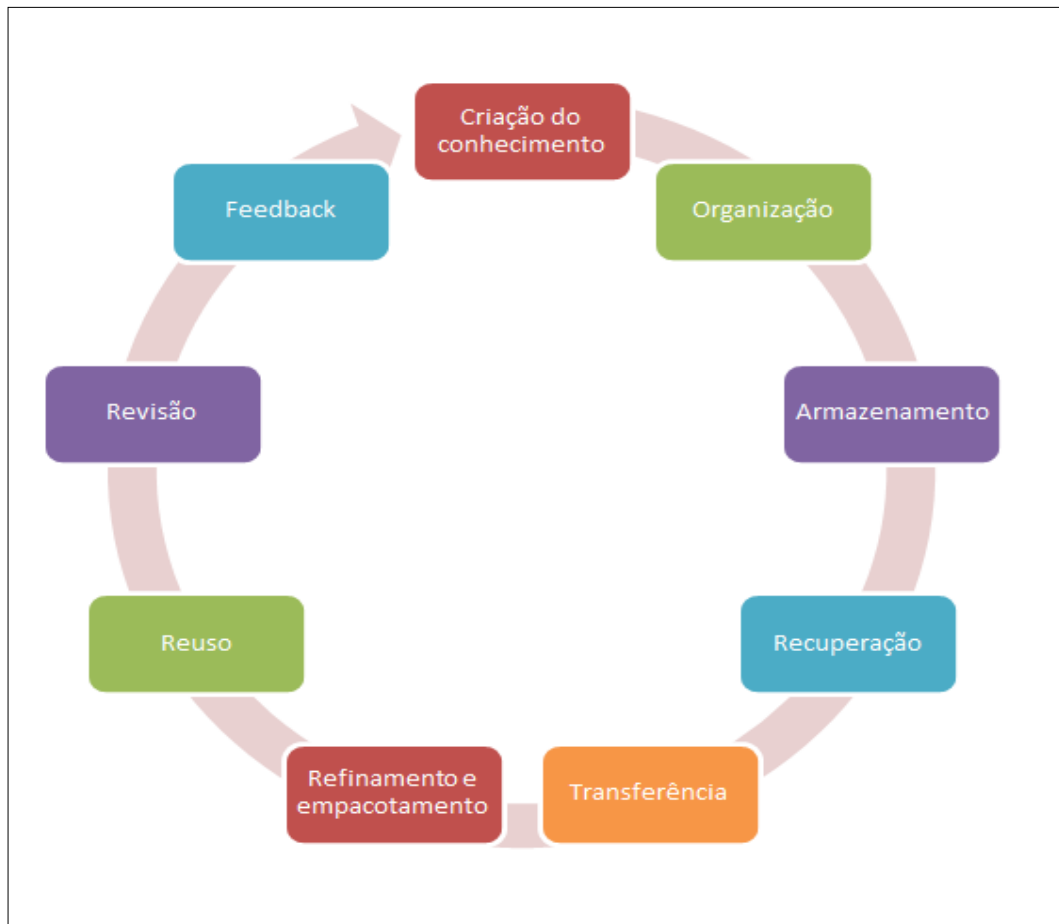 Criação do
conhecimento
Organização
Armazenamento
Recuperação
Transferência
Refinamento e
empacotamento
Reuso
Revisão
Feedback